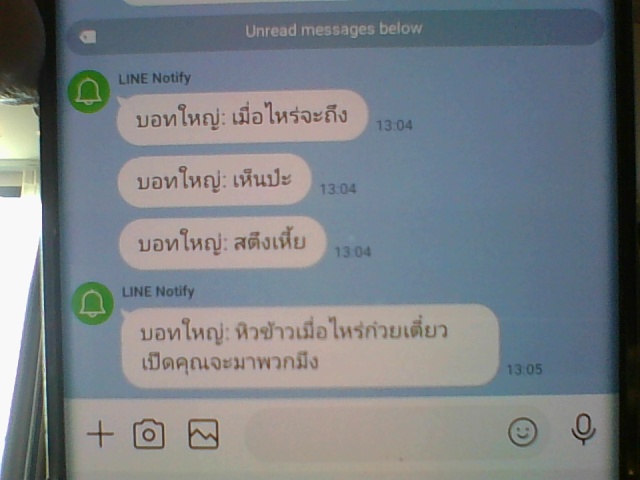 Unread messages below
LINE Notify
บอทใหญ่: เมื่อไหร่จะถึง
13:04
บอทใหญ่: เห็นป่ะ
13:04
บอทใหญ่: สตึงเหี้ย
13:04
LINE Notify
บอทใหญ่: หิวข้าวเมื่อไหร่ก๋วยเตี๋ยว
เป็ดคุณจะมาพวกมึง
13:05